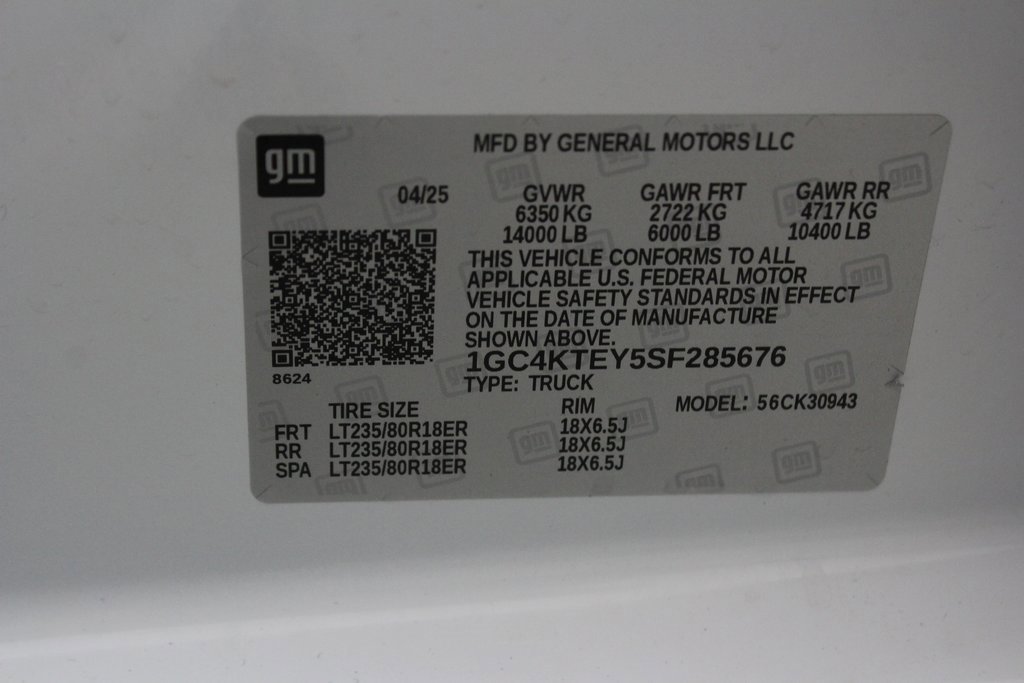 gm
MFD BY GENERAL MOTORS LLC
04/25 GVWR GAWR FRT GAWR RR
6350 KG 2722 KG 4717 KG
14000 LB 6000 LB 10400 LB
THIS VEHICLE CONFORMS TO ALL
APPLICABLE U.S. FEDERAL MOTOR
VEHICLE SAFETY STANDARDS IN EFFECT
ON THE DATE OF MANUFACTURE
SHOWN ABOVE.
1GC4KTEY5SF285676
8624
TYPE: TRUCK
TIRE SIZE RIM MODEL: 56CK30943
FRT LT235/80R18ER 18X6.5J
RR LT235/80R18ER 18X6.5J
SPA LT235/80R18ER 18X6.5J